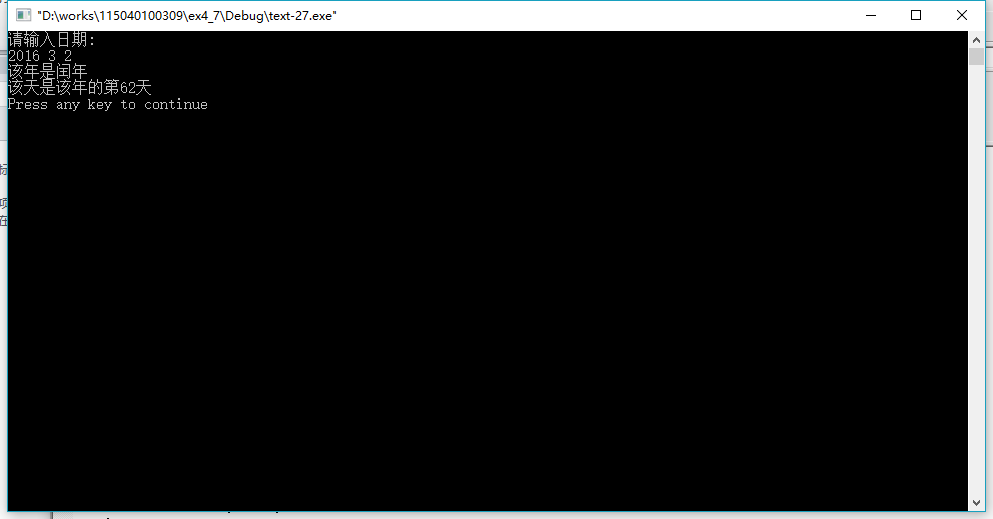 "D:\works\115040100309\ex4_7\Debug\text-27.exe"
请输入日期:
2016 3 2
该年是闰年
该天是该年的第62天
Press any key to continue